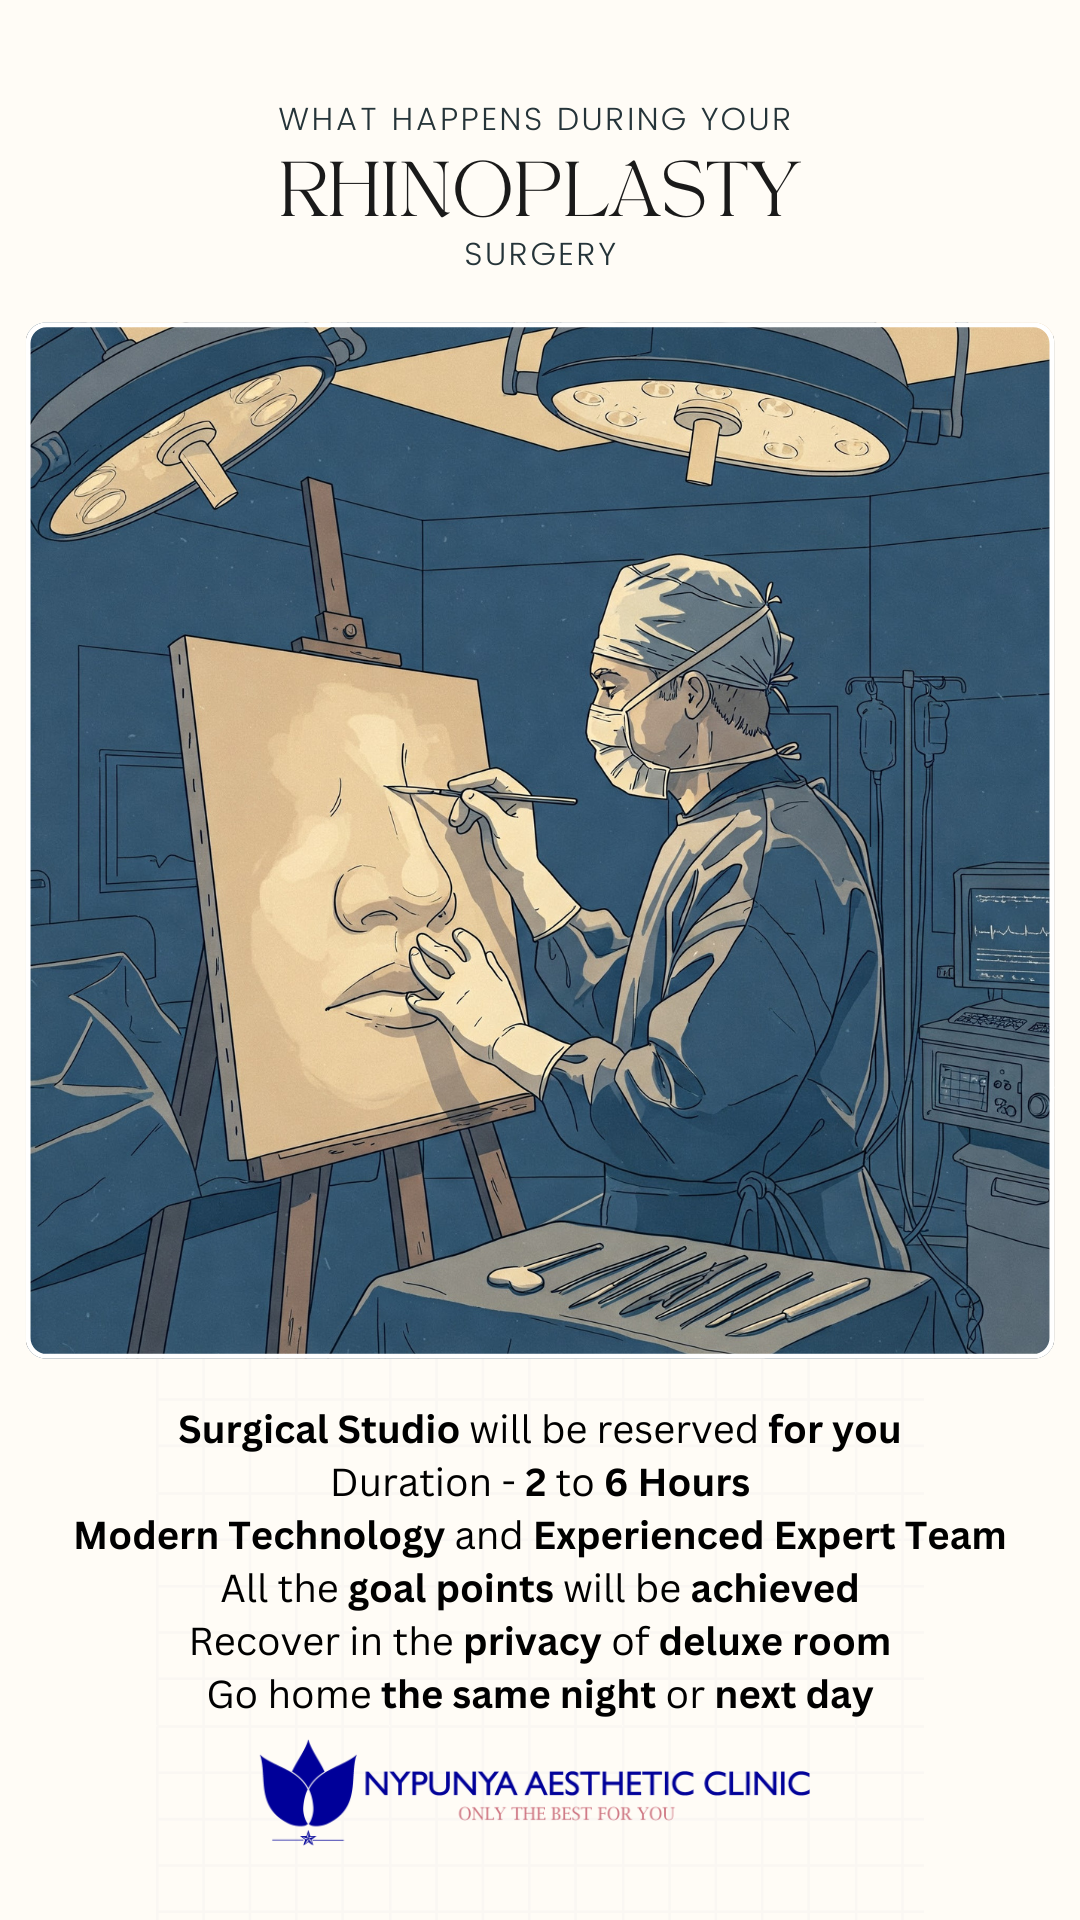 WHAT HAPPENS DURING YOUR
RHINOPLASTY
SURGERY
Surgical Studio will be reserved for you
Duration - 2 to 6 Hours
Modern Technology and Experienced Expert Team
All the goal points will be achieved
Recover in the privacy of deluxe room
Go home the same night or next day
NYPUNYA AESTHETIC CLINIC
ONLY THE BEST FOR YOU